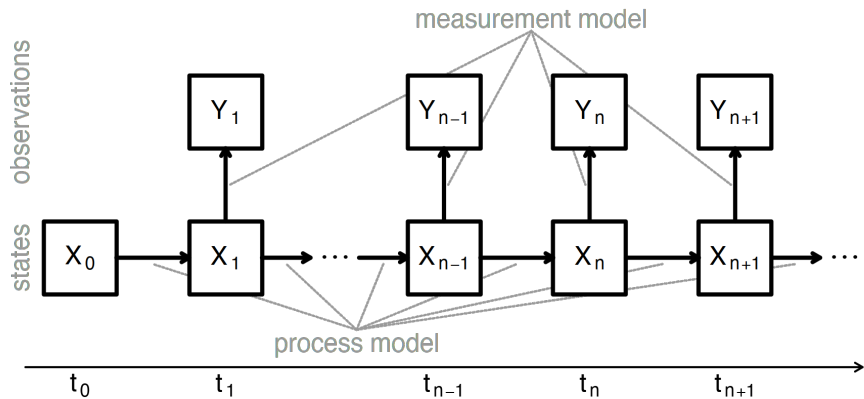 measurement model
observations
Y₁ Yₙ₋₁ Yₙ Yₙ₊₁
states
X₀ X₁ ··· Xₙ₋₁ Xₙ Xₙ₊₁ ···
process model
t₀ t₁ tₙ₋₁ tₙ tₙ₊₁